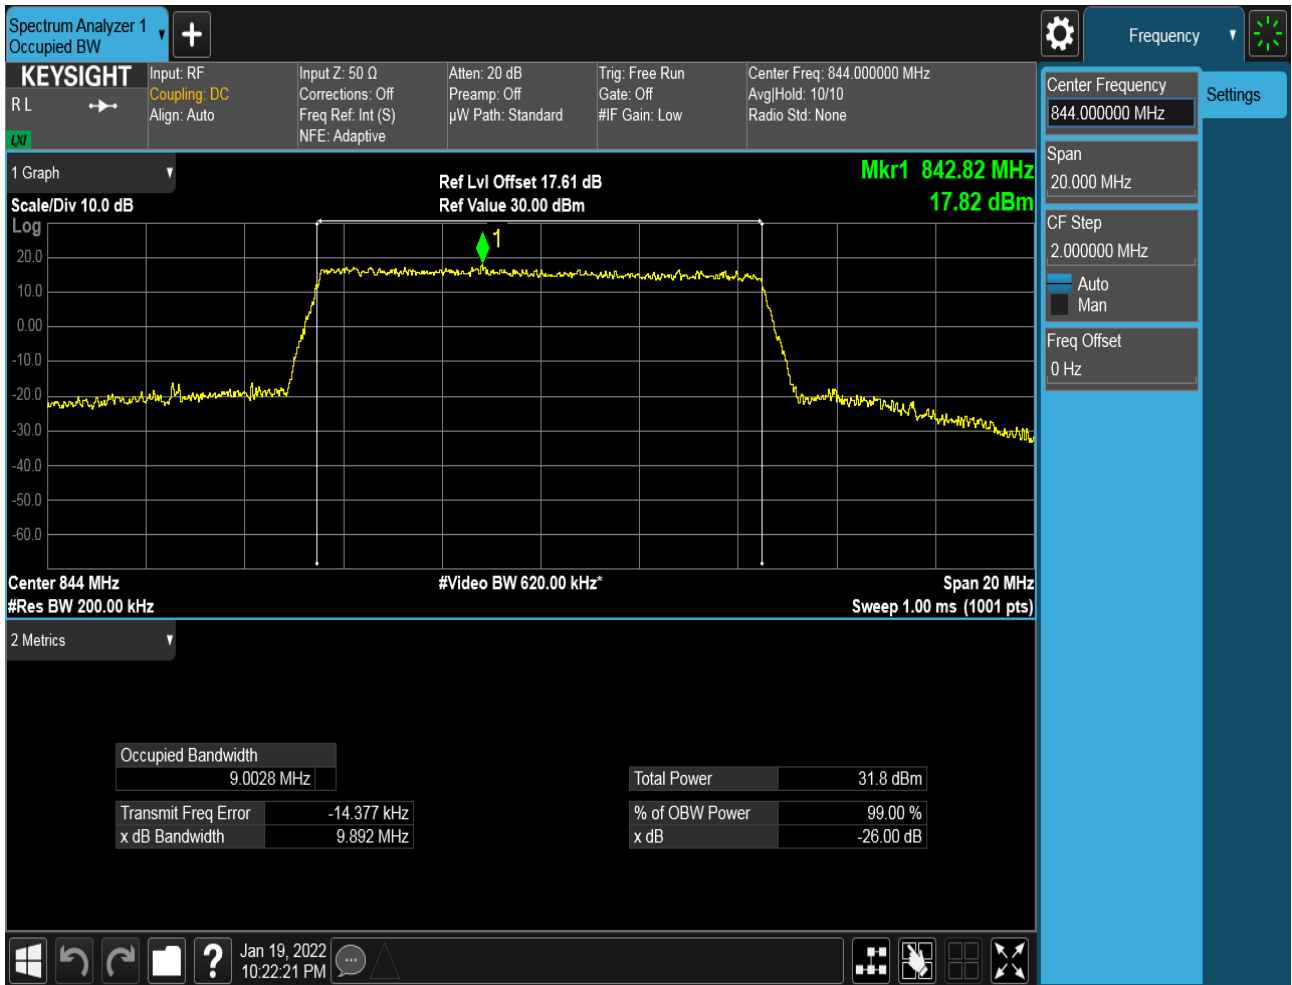 Spectrum Analyzer 1
Occupied BW
Frequency
KEYSIGHT
R L
LXI
Input: RF
Coupling: DC
Align: Auto
Input Z: 50 Ω
Corrections: Off
Freq Ref: Int (S)
NFE: Adaptive
Atten: 20 dB
Preamp: Off
µW Path: Standard
Trig: Free Run
Gate: Off
#IF Gain: Low
Center Freq: 844.000000 MHz
Avg|Hold: 10/10
Radio Std: None
Center Frequency
844.000000 MHz
Settings
Span
20.000 MHz
CF Step
2.000000 MHz
Auto
Man
Freq Offset
0 Hz
1 Graph
Scale/Div 10.0 dB
Ref Lvl Offset 17.61 dB
Ref Value 30.00 dBm
Mkr1 842.82 MHz
17.82 dBm
Log
1
20.0
10.0
0.00
-10.0
-20.0
-30.0
-40.0
-50.0
-60.0
Center 844 MHz
#Video BW 620.00 kHz*
Span 20 MHz
#Res BW 200.00 kHz
Sweep 1.00 ms (1001 pts)
2 Metrics
Occupied Bandwidth
9.0028 MHz
Total Power 31.8 dBm
Transmit Freq Error -14.377 kHz
% of OBW Power 99.00 %
x dB Bandwidth 9.892 MHz
x dB -26.00 dB
?
Jan 19, 2022
10:22:21 PM